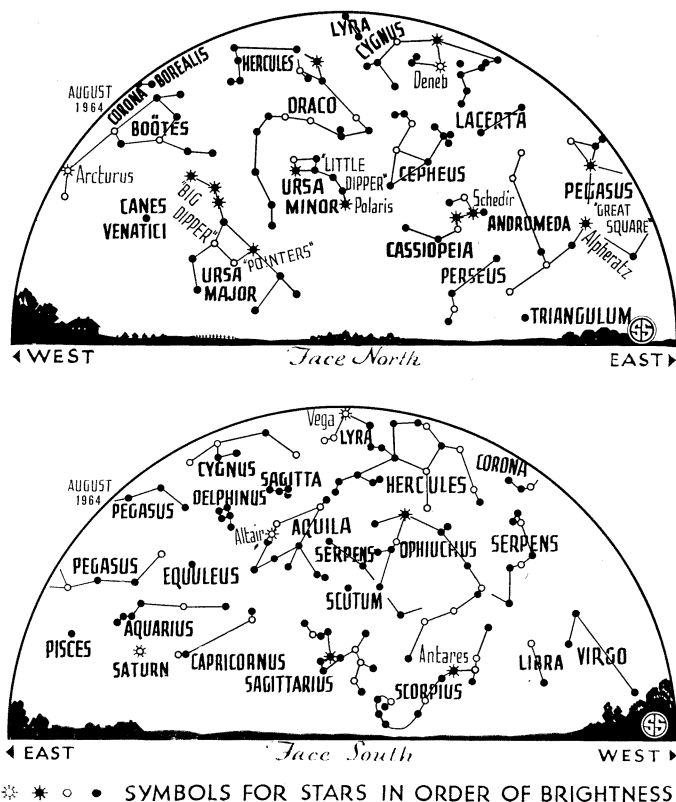 LYRA
CYGNUS
HERCULES
Deneb
BOREALIS
CORONA
AUGUST
1964
BOÖTES
DRACO
LACERTA
Arcturus
"LITTLE
DIPPER"
URSA
MINOR
Polaris
CEPHEUS
PEGASUS
"GREAT
SQUARE"
"BIG
DIPPER"
CANES
VENATICI
Schedir
ANDROMEDA
Alpheratz
CASSIOPEIA
"POINTERS"
URSA
MAJOR
PERSEUS
TRIANGULUM
SS
WEST
Face North
EAST
Vega
LYRA
CYGNUS
SAGITTA
HERCULES
CORONA
AUGUST
1964
PEGASUS
DELPHINUS
Altair
AQUILA
SERPENS
OPHIUCHUS
SERPENS
PEGASUS
EQUULEUS
SCUTUM
AQUARIUS
PISCES
SATURN
CAPRICORNUS
SAGITTARIUS
Antares
SCORPIUS
LIBRA
VIRGO
SS
EAST
Face South
WEST
SYMBOLS FOR STARS IN ORDER OF BRIGHTNESS